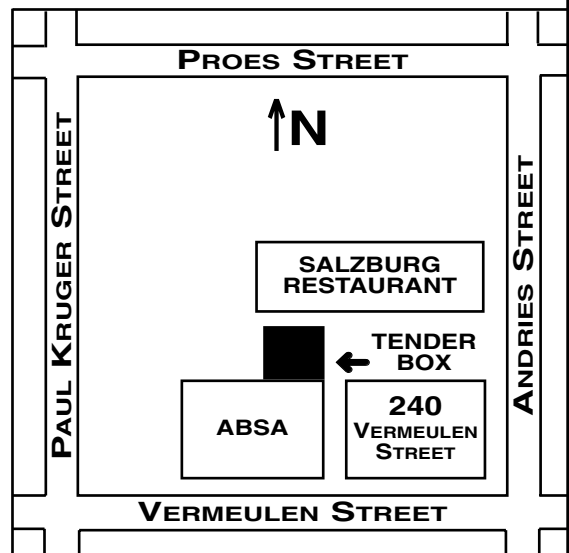 PROES STREET
N
PAUL KRUGER STREET
ANDRIES STREET
SALZBURG
RESTAURANT
TENDER
BOX
ABSA
240
VERMEULEN
STREET
VERMEULEN STREET